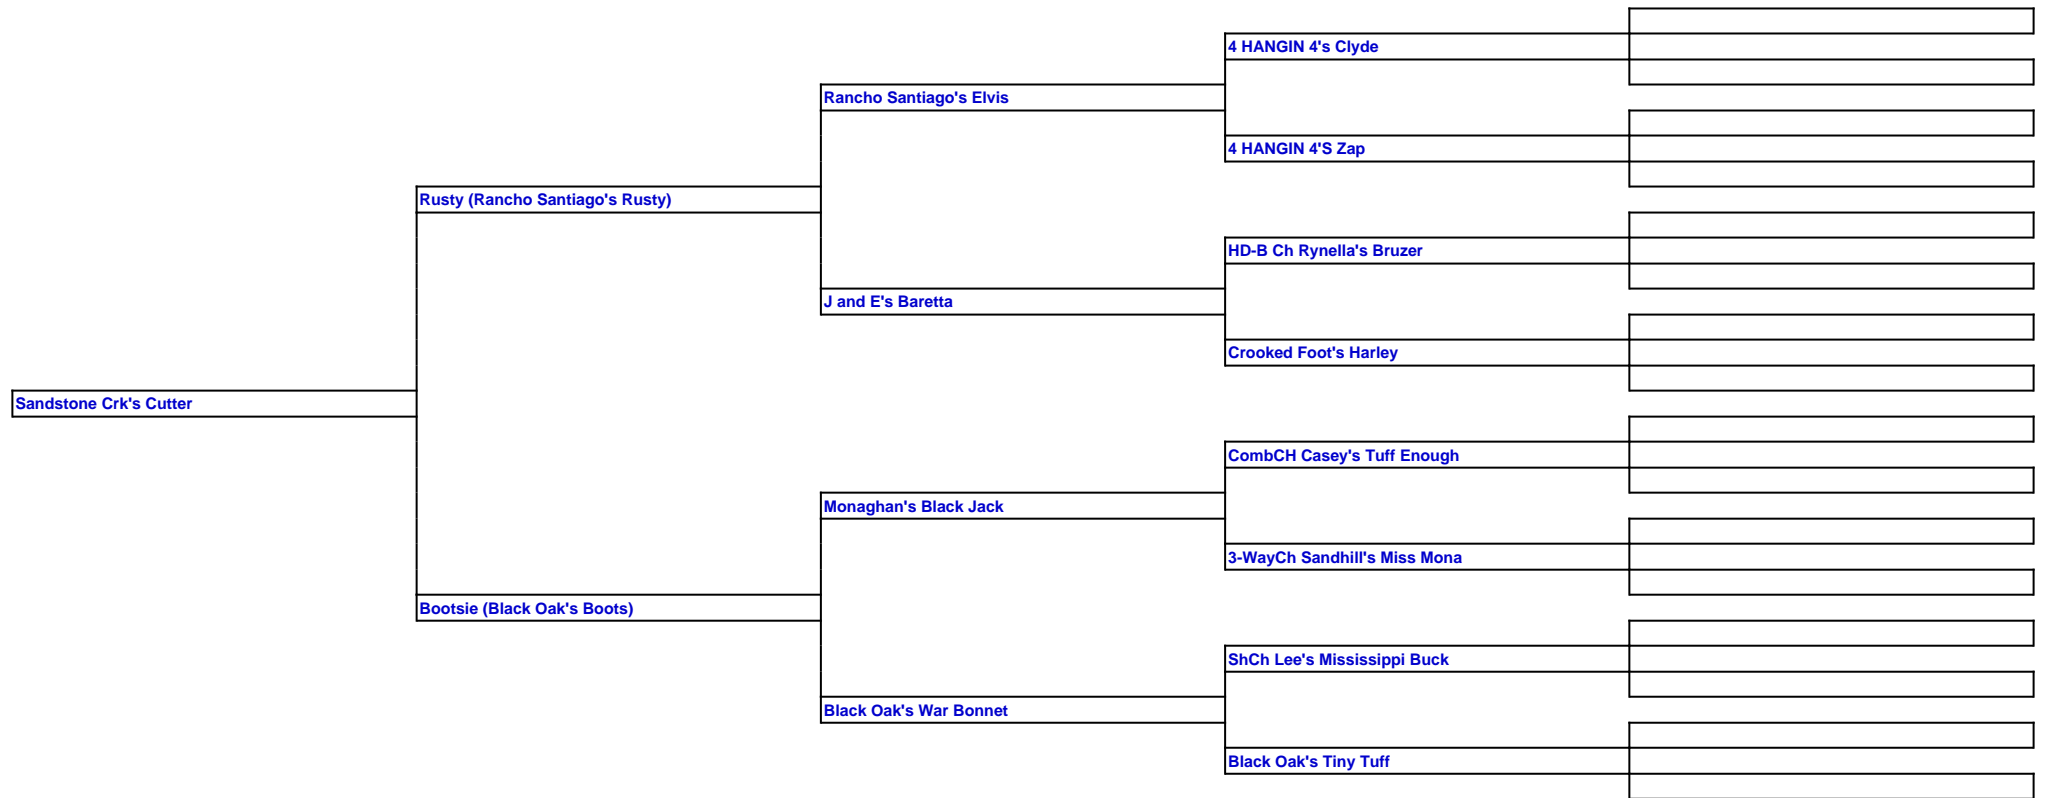 4 HANGIN 4's Clyde
Rancho Santiago's Elvis
4 HANGIN 4'S Zap
Rusty (Rancho Santiago's Rusty)
HD-B Ch Rynella's Bruzer
J and E's Baretta
Crooked Foot's Harley
Sandstone Crk's Cutter
CombCH Casey's Tuff Enough
Monaghan's Black Jack
3-WayCh Sandhill's Miss Mona
Bootsie (Black Oak's Boots)
ShCh Lee's Mississippi Buck
Black Oak's War Bonnet
Black Oak's Tiny Tuff